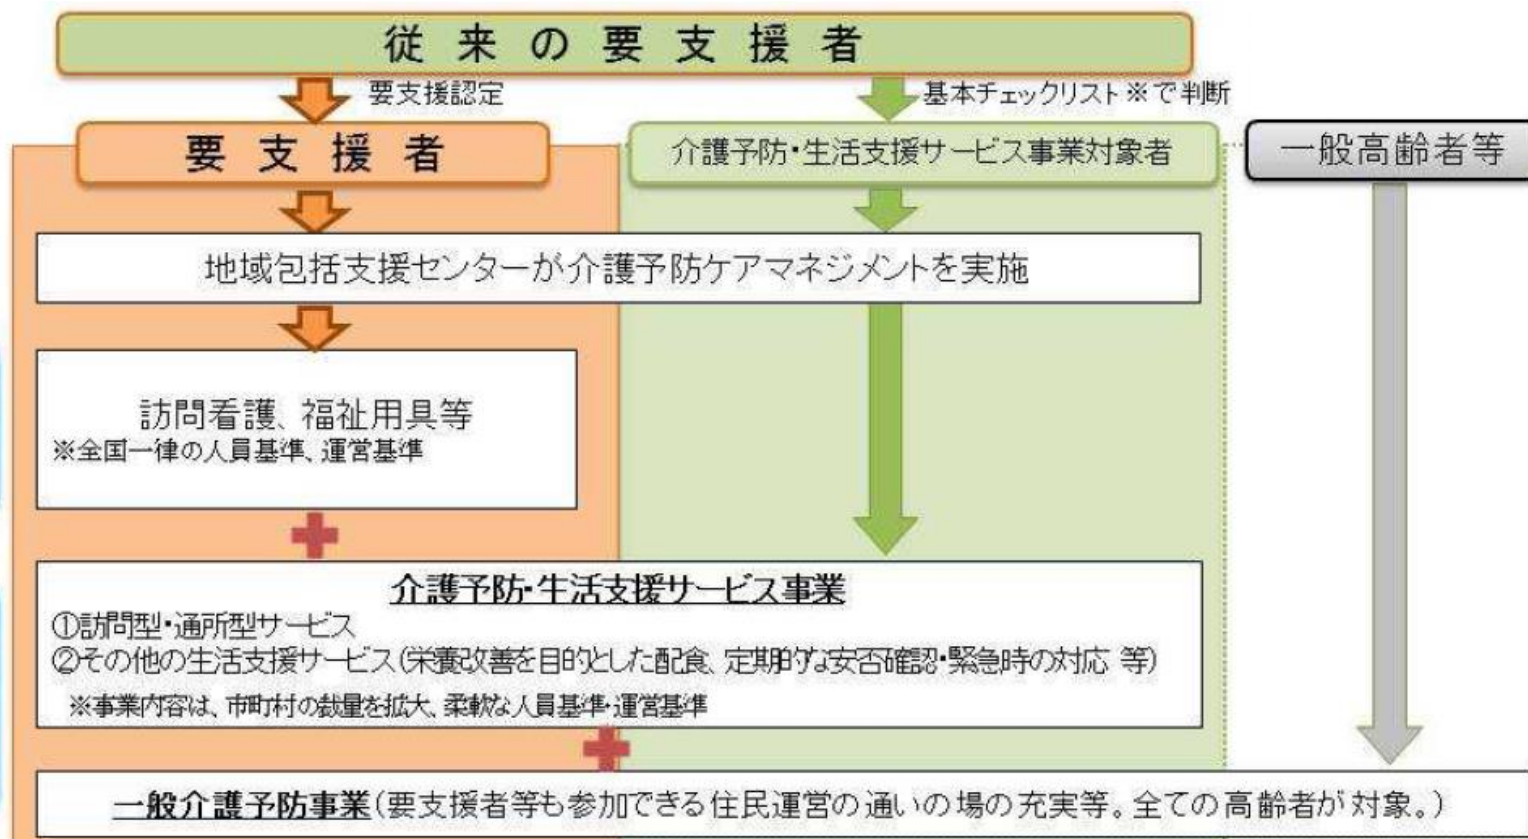 従来の要支援者
要支援認定
基本チェックリスト※で判断
要支援者
介護予防・生活支援サービス事業対象者
一般高齢者等
地域包括支援センターが介護予防ケアマネジメントを実施
訪問看護、福祉用具等
※全国一律の人員基準、運営基準
介護予防・生活支援サービス事業
①訪問型・通所型サービス
②その他の生活支援サービス(栄養改善を目的とした配食、定期的な安否確認・緊急時の対応 等)
※事業内容は、市町村の裁量を拡大、柔軟な人員基準・運営基準
一般介護予防事業(要支援者等も参加できる住民運営の通いの場の充実等。全ての高齢者が対象。)